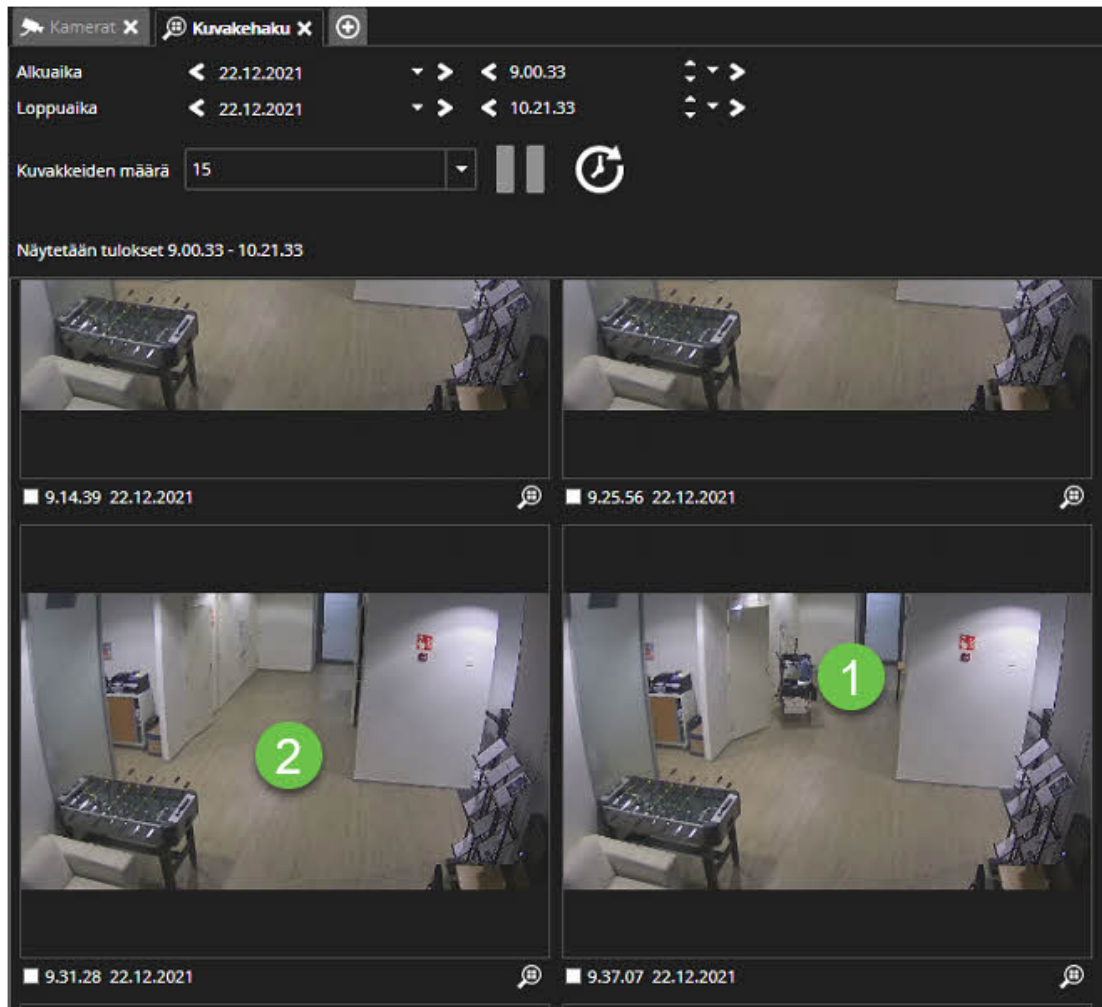 Kamerat Kuvakehaku
Alkuaika 22.12.2021 9.00.33
Loppuaika 22.12.2021 10.21.33
Kuvakkeiden määrä 15
Näytetään tulokset 9.00.33 - 10.21.33
9.14.39 22.12.2021 9.25.56 22.12.2021
1
2
9.31.28 22.12.2021 9.37.07 22.12.2021